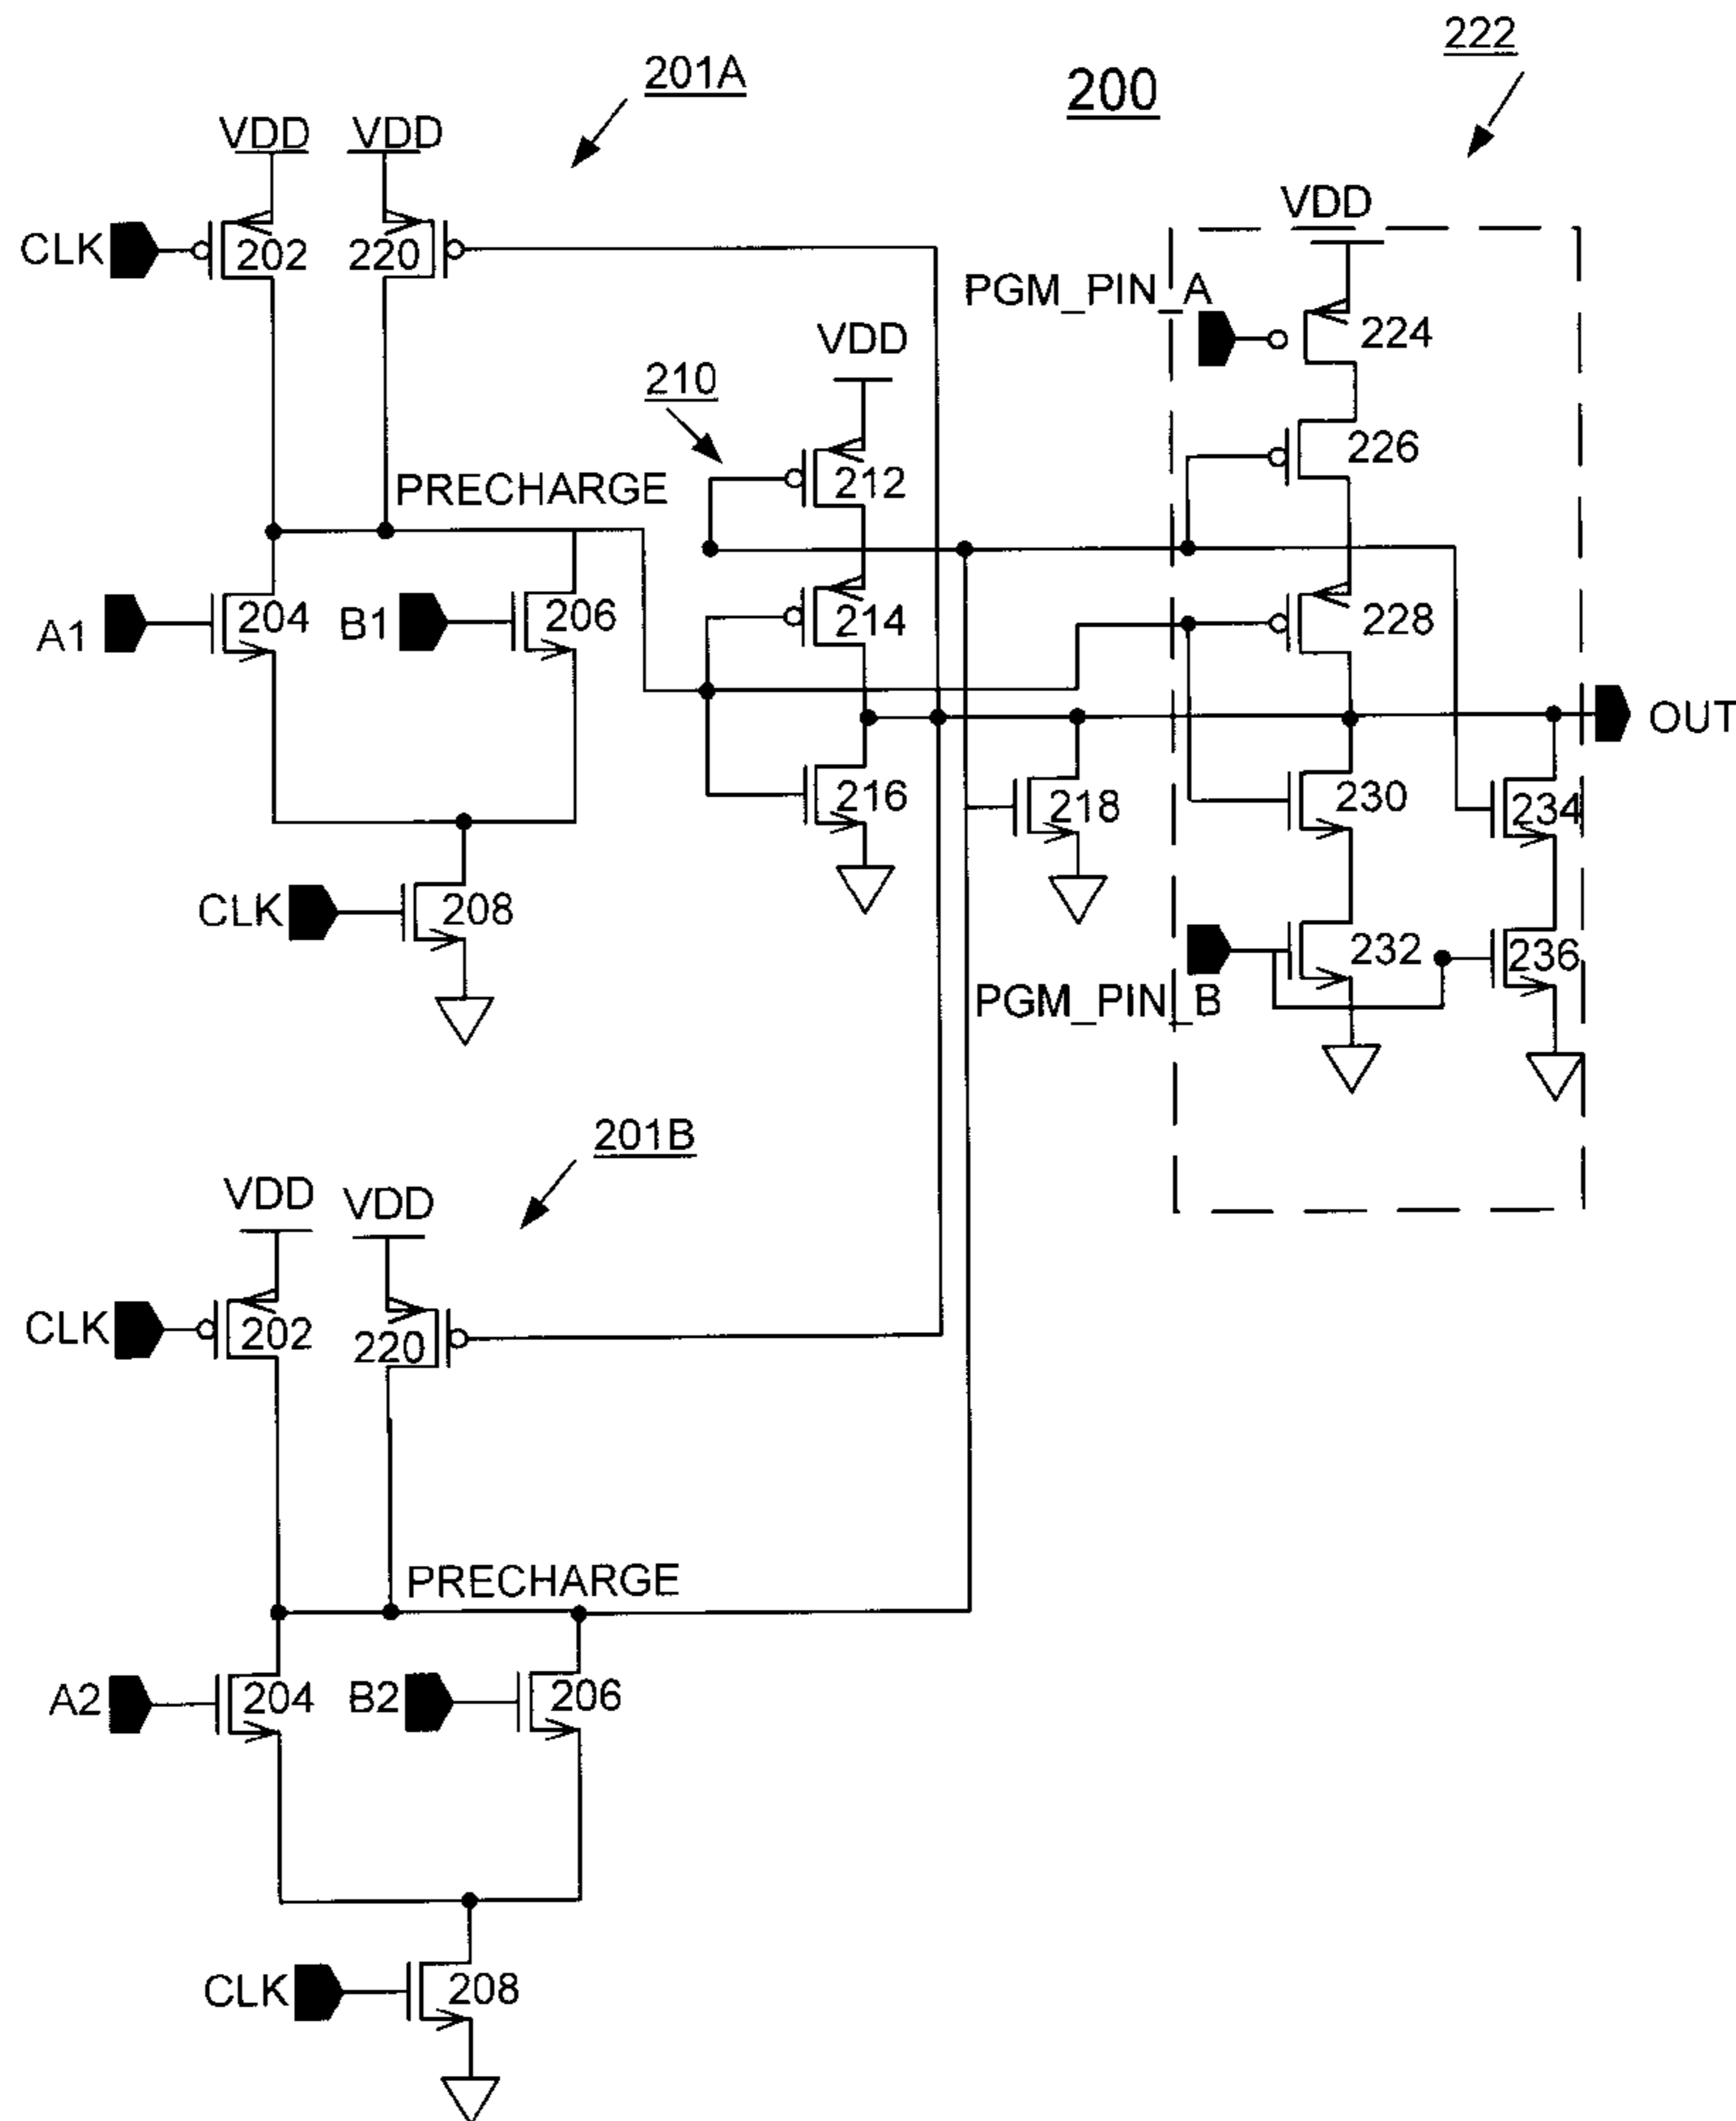 222
201A
200
VDD
VDD
VDD
CLK
202
220
PGM_PIN_A
224
VDD
210
226
PRECHARGE
212
A1
204
B1
206
214
228
OUT
216
218
230
234
CLK
208
232
236
PGM_PIN_B
201B
VDD
VDD
CLK
202
220
PRECHARGE
A2
204
B2
206
CLK
208